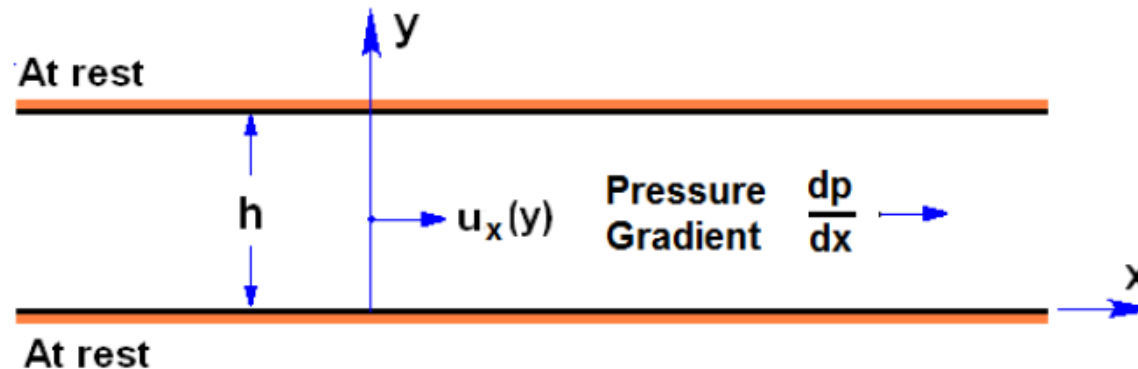 y
At rest
h
u_x(y)
Pressure
Gradient
dp
dx
x
At rest